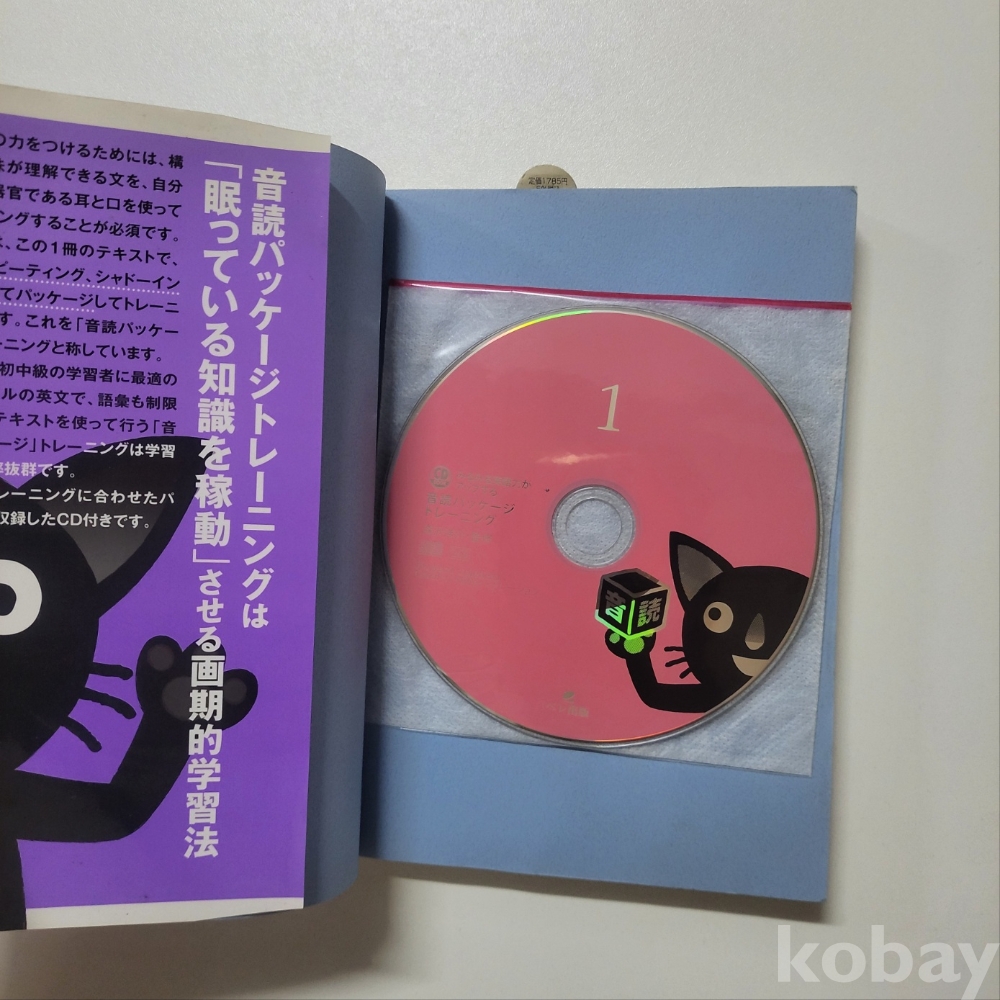 音読パッケージトレーニングは
「眠っている知識を稼動」させる画期的学習法
の力をつけるためには、構
味が理解できる文を、自分
器官である耳と口を使って
ングすることが必須です。
、この1冊のテキストで、
ピーティング、シャドーイン
てパッケージしてトレーニ
す。これを「音読パッケー
ーニングと称しています。
初中級の学習者に最適の
ルの英文で、語彙も制限
テキストを使って行う「音
ージ」トレーニングは学習
抜群です。
レーニングに合わせたパ
収録したCD付きです。
定価1,785円
1
音読
kobay